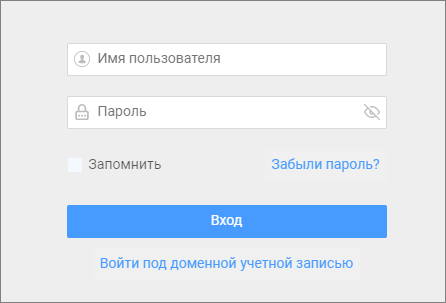 Имя пользователя
Пароль
Запомнить Забыли пароль?
Вход
Войти под доменной учетной записью